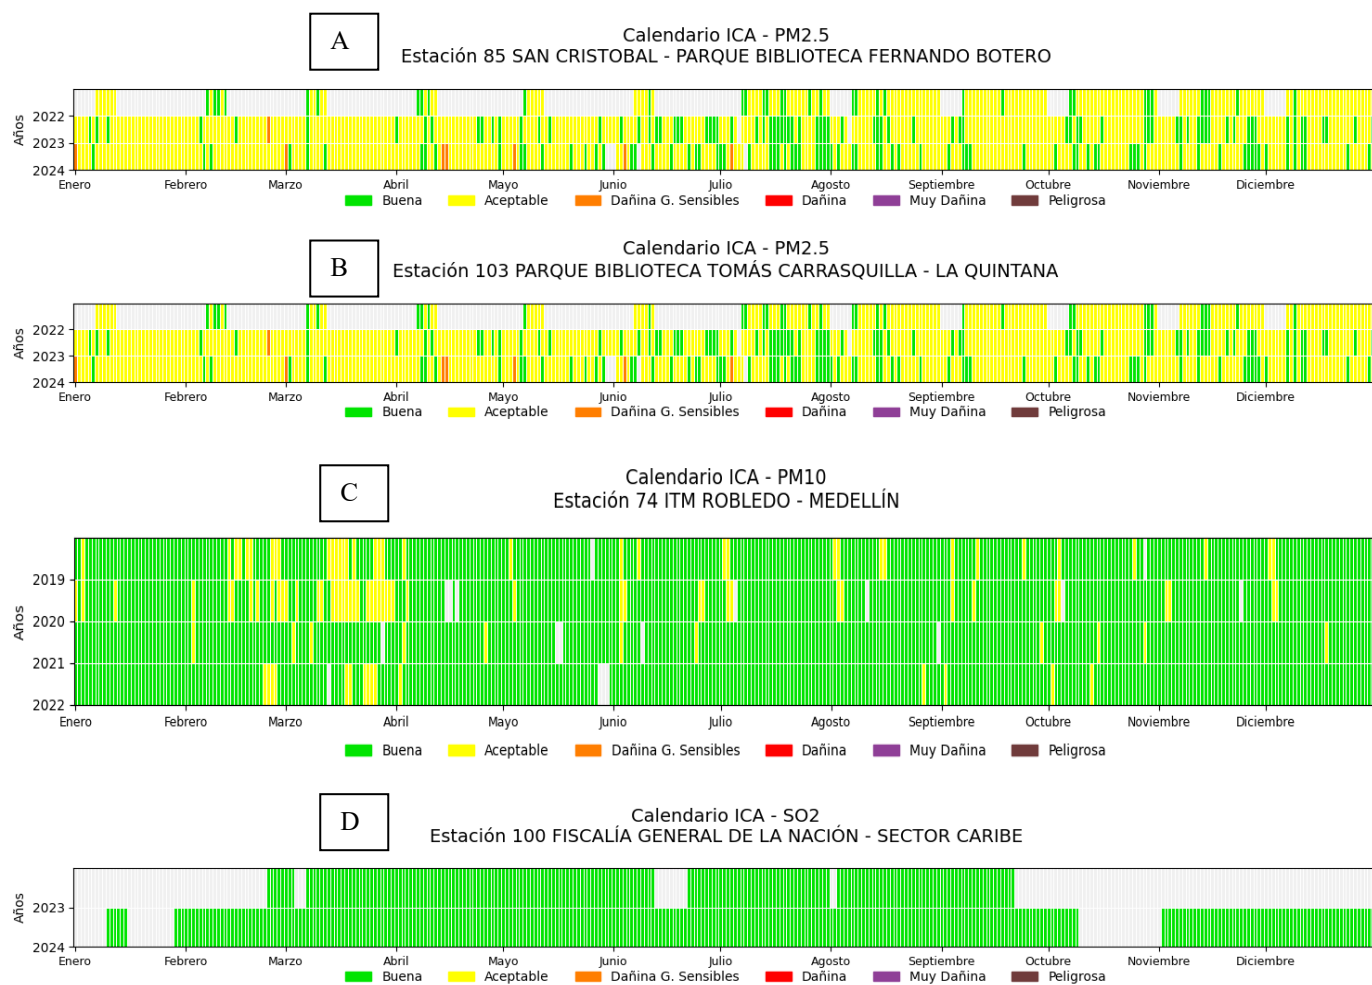 A
Calendario ICA - PM2.5
Estación 85 SAN CRISTOBAL - PARQUE BIBLIOTECA FERNANDO BOTERO
Años
2022
2023
2024
Enero Febrero Marzo Abril Mayo Junio Julio Agosto Septiembre Octubre Noviembre Diciembre
Buena Aceptable Dañina G. Sensibles Dañina Muy Dañina Peligrosa
B
Calendario ICA - PM2.5
Estación 103 PARQUE BIBLIOTECA TOMÁS CARRASQUILLA - LA QUINTANA
Años
2022
2023
2024
Enero Febrero Marzo Abril Mayo Junio Julio Agosto Septiembre Octubre Noviembre Diciembre
Buena Aceptable Dañina G. Sensibles Dañina Muy Dañina Peligrosa
C
Calendario ICA - PM10
Estación 74 ITM ROBLEDO - MEDELLÍN
Años
2019
2020
2021
2022
Enero Febrero Marzo Abril Mayo Junio Julio Agosto Septiembre Octubre Noviembre Diciembre
Buena Aceptable Dañina G. Sensibles Dañina Muy Dañina Peligrosa
D
Calendario ICA - SO2
Estación 100 FISCALÍA GENERAL DE LA NACIÓN - SECTOR CARIBE
Años
2023
2024
Enero Febrero Marzo Abril Mayo Junio Julio Agosto Septiembre Octubre Noviembre Diciembre
Buena Aceptable Dañina G. Sensibles Dañina Muy Dañina Peligrosa